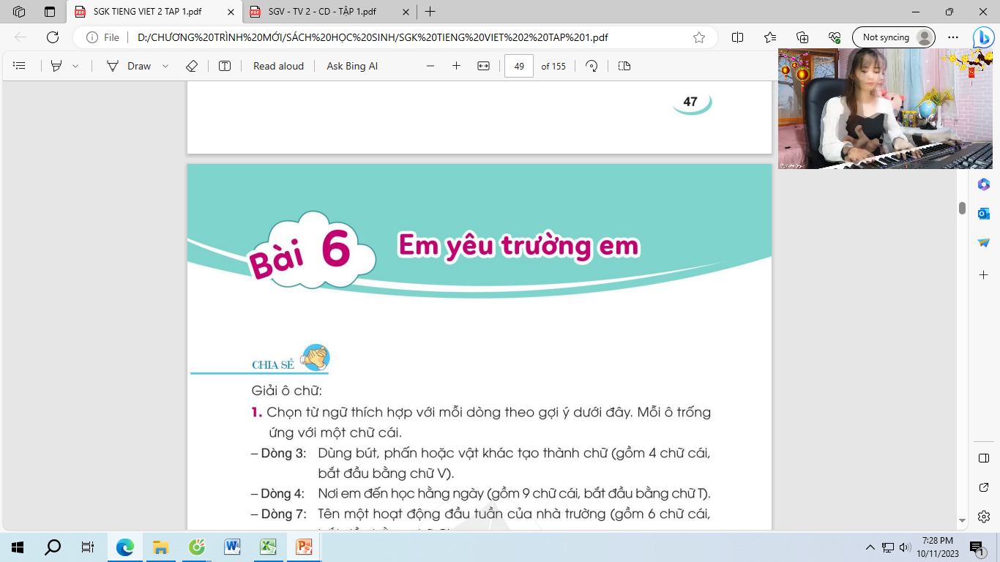 SGK TIENG VIET 2 TAP 1.pdf
SGV - TV 2 - CD - TẬP 1.pdf
File
D:/CHƯƠNG%20TRÌNH%20MỚI/SÁCH%20HỌC%20SINH/SGK%20TIENG%20VIET%202%20TAP%201.pdf
Not syncing
Draw
Read aloud
Ask Bing AI
49
of 155
47
Bài 6
Em yêu trường em
CHIA SẺ
Giải ô chữ:
1. Chọn từ ngữ thích hợp với mỗi dòng theo gợi ý dưới đây. Mỗi ô trống
ứng với một chữ cái.
– Dòng 3: Dùng bút, phấn hoặc vật khác tạo thành chữ (gồm 4 chữ cái,
bắt đầu bằng chữ V).
– Dòng 4: Nơi em đến học hằng ngày (gồm 9 chữ cái, bắt đầu bằng chữ T).
– Dòng 7: Tên một hoạt động đầu tuần của nhà trường (gồm 6 chữ cái,
7:28 PM
10/11/2023
1